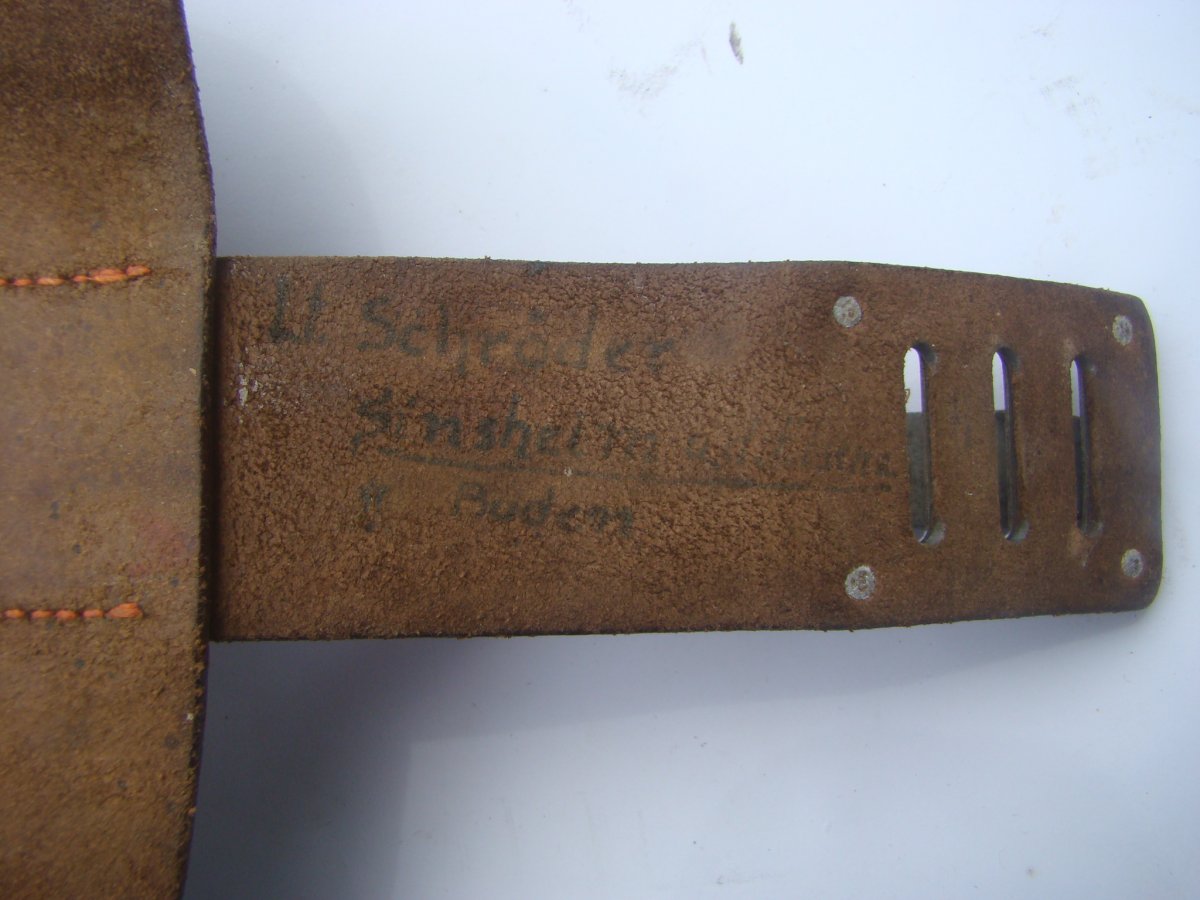 U. Schröder
Sinsheim
Baden